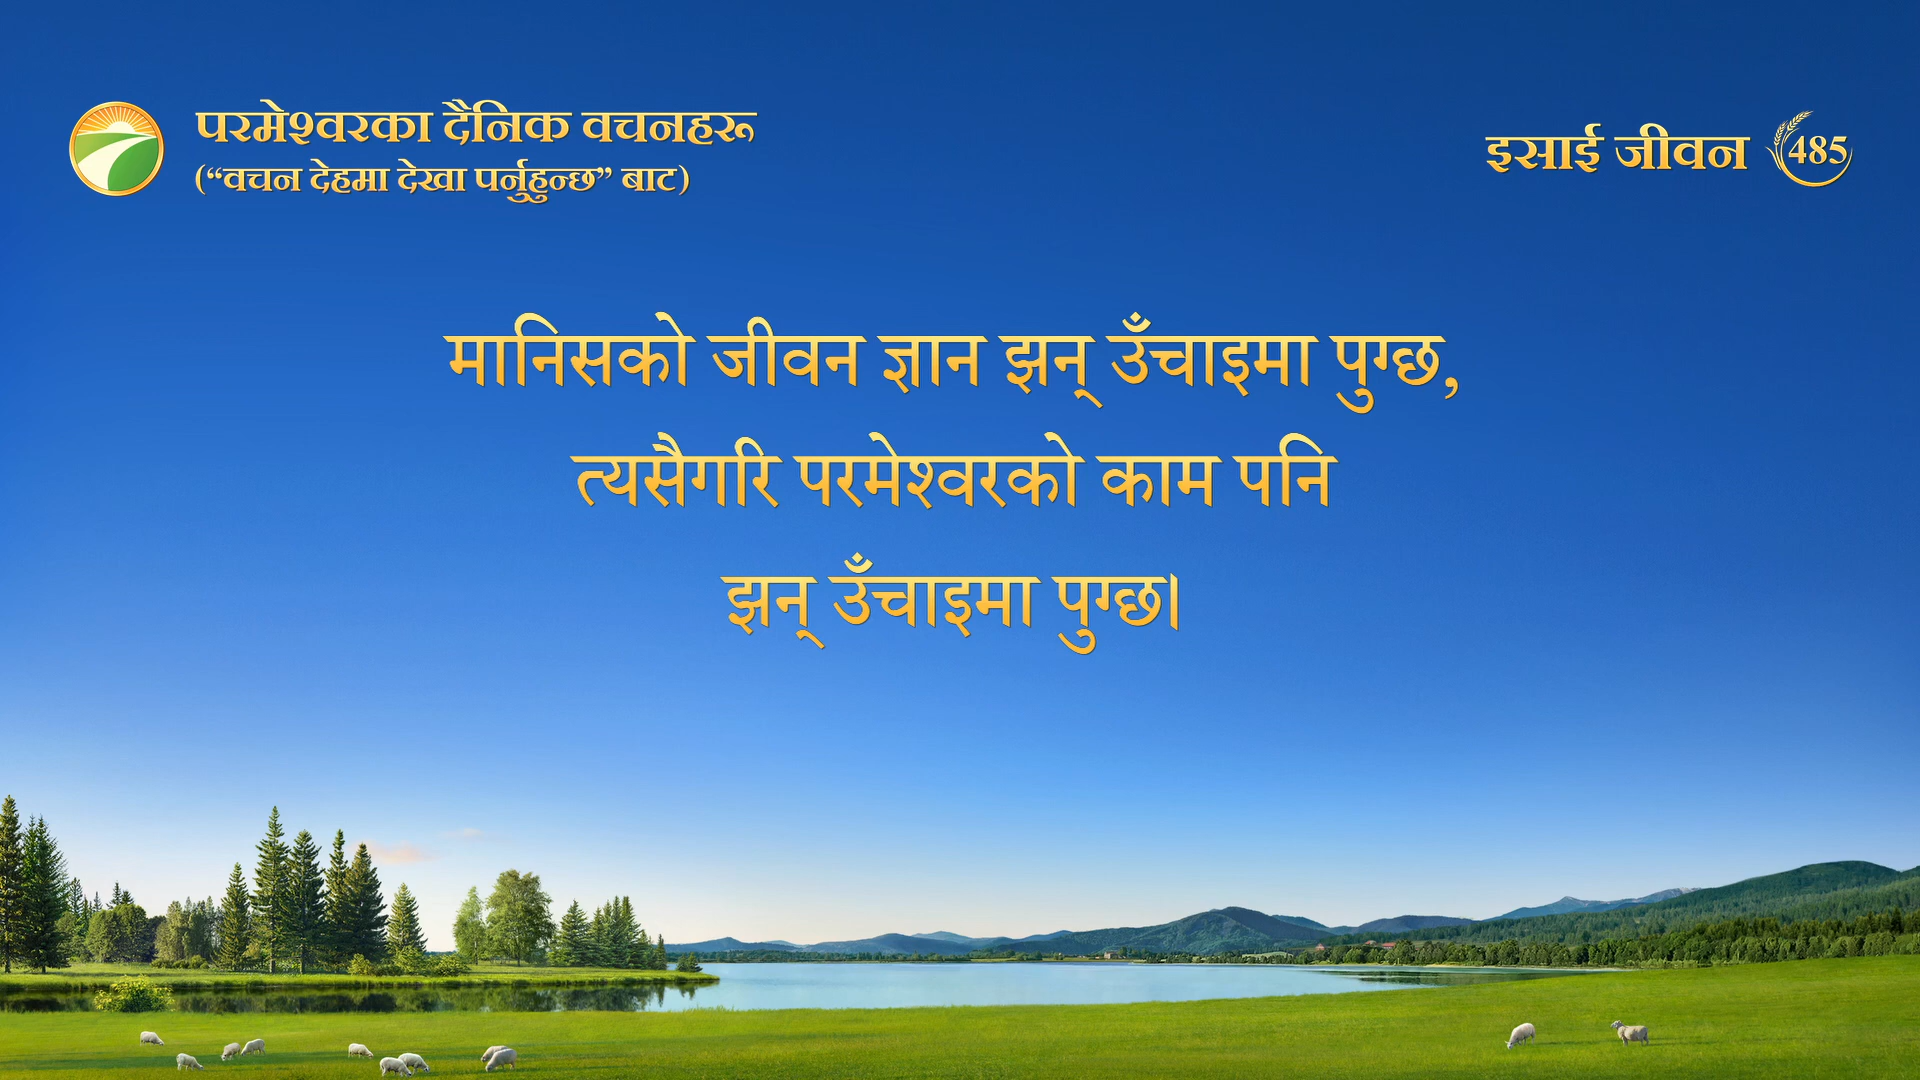 परमेश्वरका दैनिक वचनहरू
(“वचन देहमा देखा पर्नुहुन्छ” बाट)
इसाई जीवन 485
मानिसको जीवन ज्ञान झन् उँचाइमा पुग्छ,
त्यसैगरि परमेश्वरको काम पनि
झन् उँचाइमा पुग्छ।